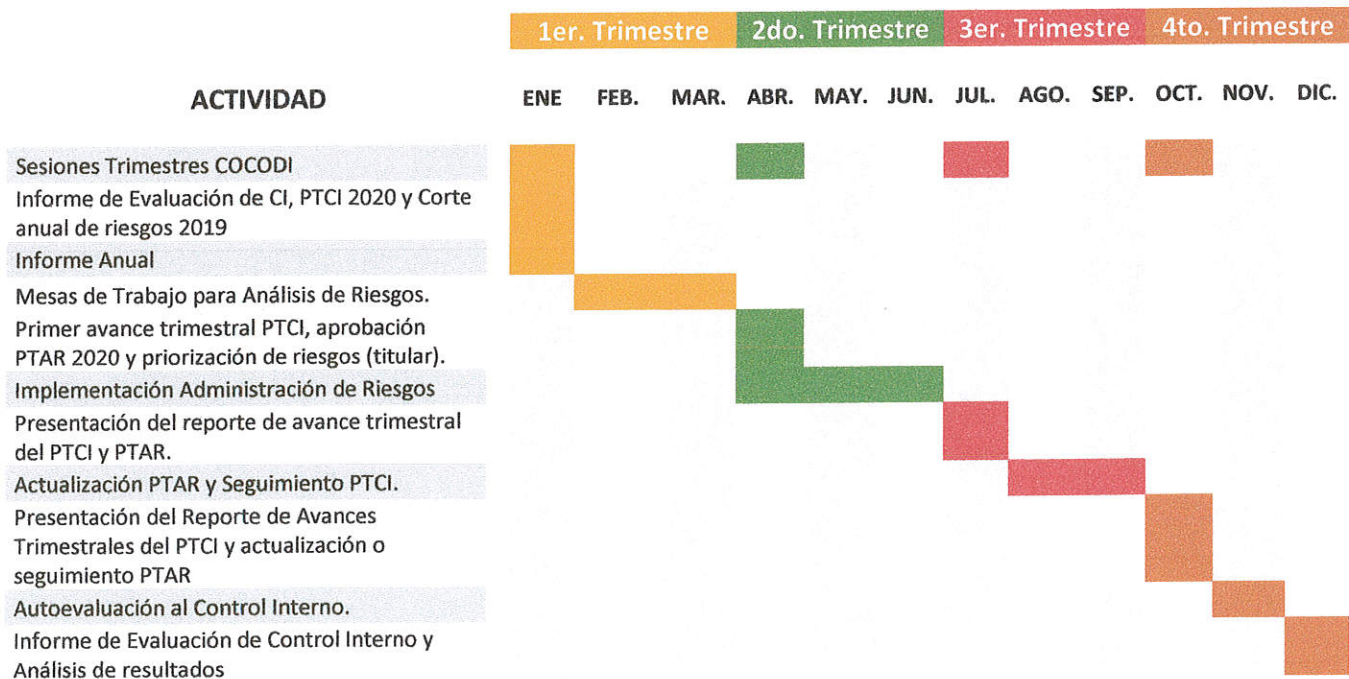 1er. Trimestre 2do. Trimestre 3er. Trimestre 4to. Trimestre
ACTIVIDAD ENE FEB. MAR. ABR. MAY. JUN. JUL. AGO. SEP. OCT. NOV. DIC.
Sesiones Trimestres COCODI
Informe de Evaluación de CI, PTCI 2020 y Corte
anual de riesgos 2019
Informe Anual
Mesas de Trabajo para Análisis de Riesgos.
Primer avance trimestral PTCI, aprobación
PTAR 2020 y priorización de riesgos (titular).
Implementación Administración de Riesgos
Presentación del reporte de avance trimestral
del PTCI y PTAR.
Actualización PTAR y Seguimiento PTCI.
Presentación del Reporte de Avances
Trimestrales del PTCI y actualización o
seguimiento PTAR
Autoevaluación al Control Interno.
Informe de Evaluación de Control Interno y
Análisis de resultados